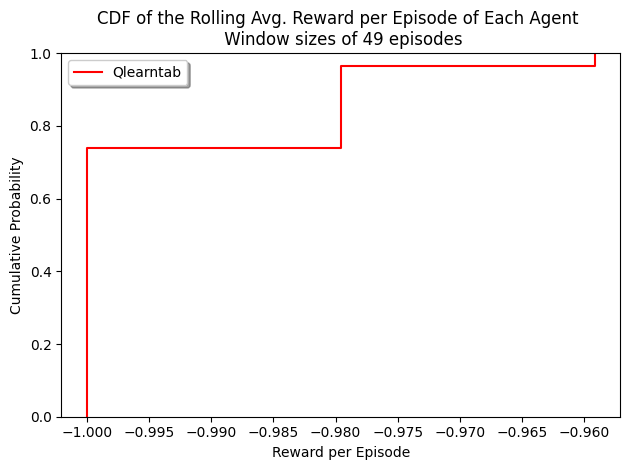 CDF of the Rolling Avg. Reward per Episode of Each Agent
Window sizes of 49 episodes
Qlearntab
1.0
0.8
0.6
0.4
0.2
0.0
Cumulative Probability
−1.000 −0.995 −0.990 −0.985 −0.980 −0.975 −0.970 −0.965 −0.960
Reward per Episode